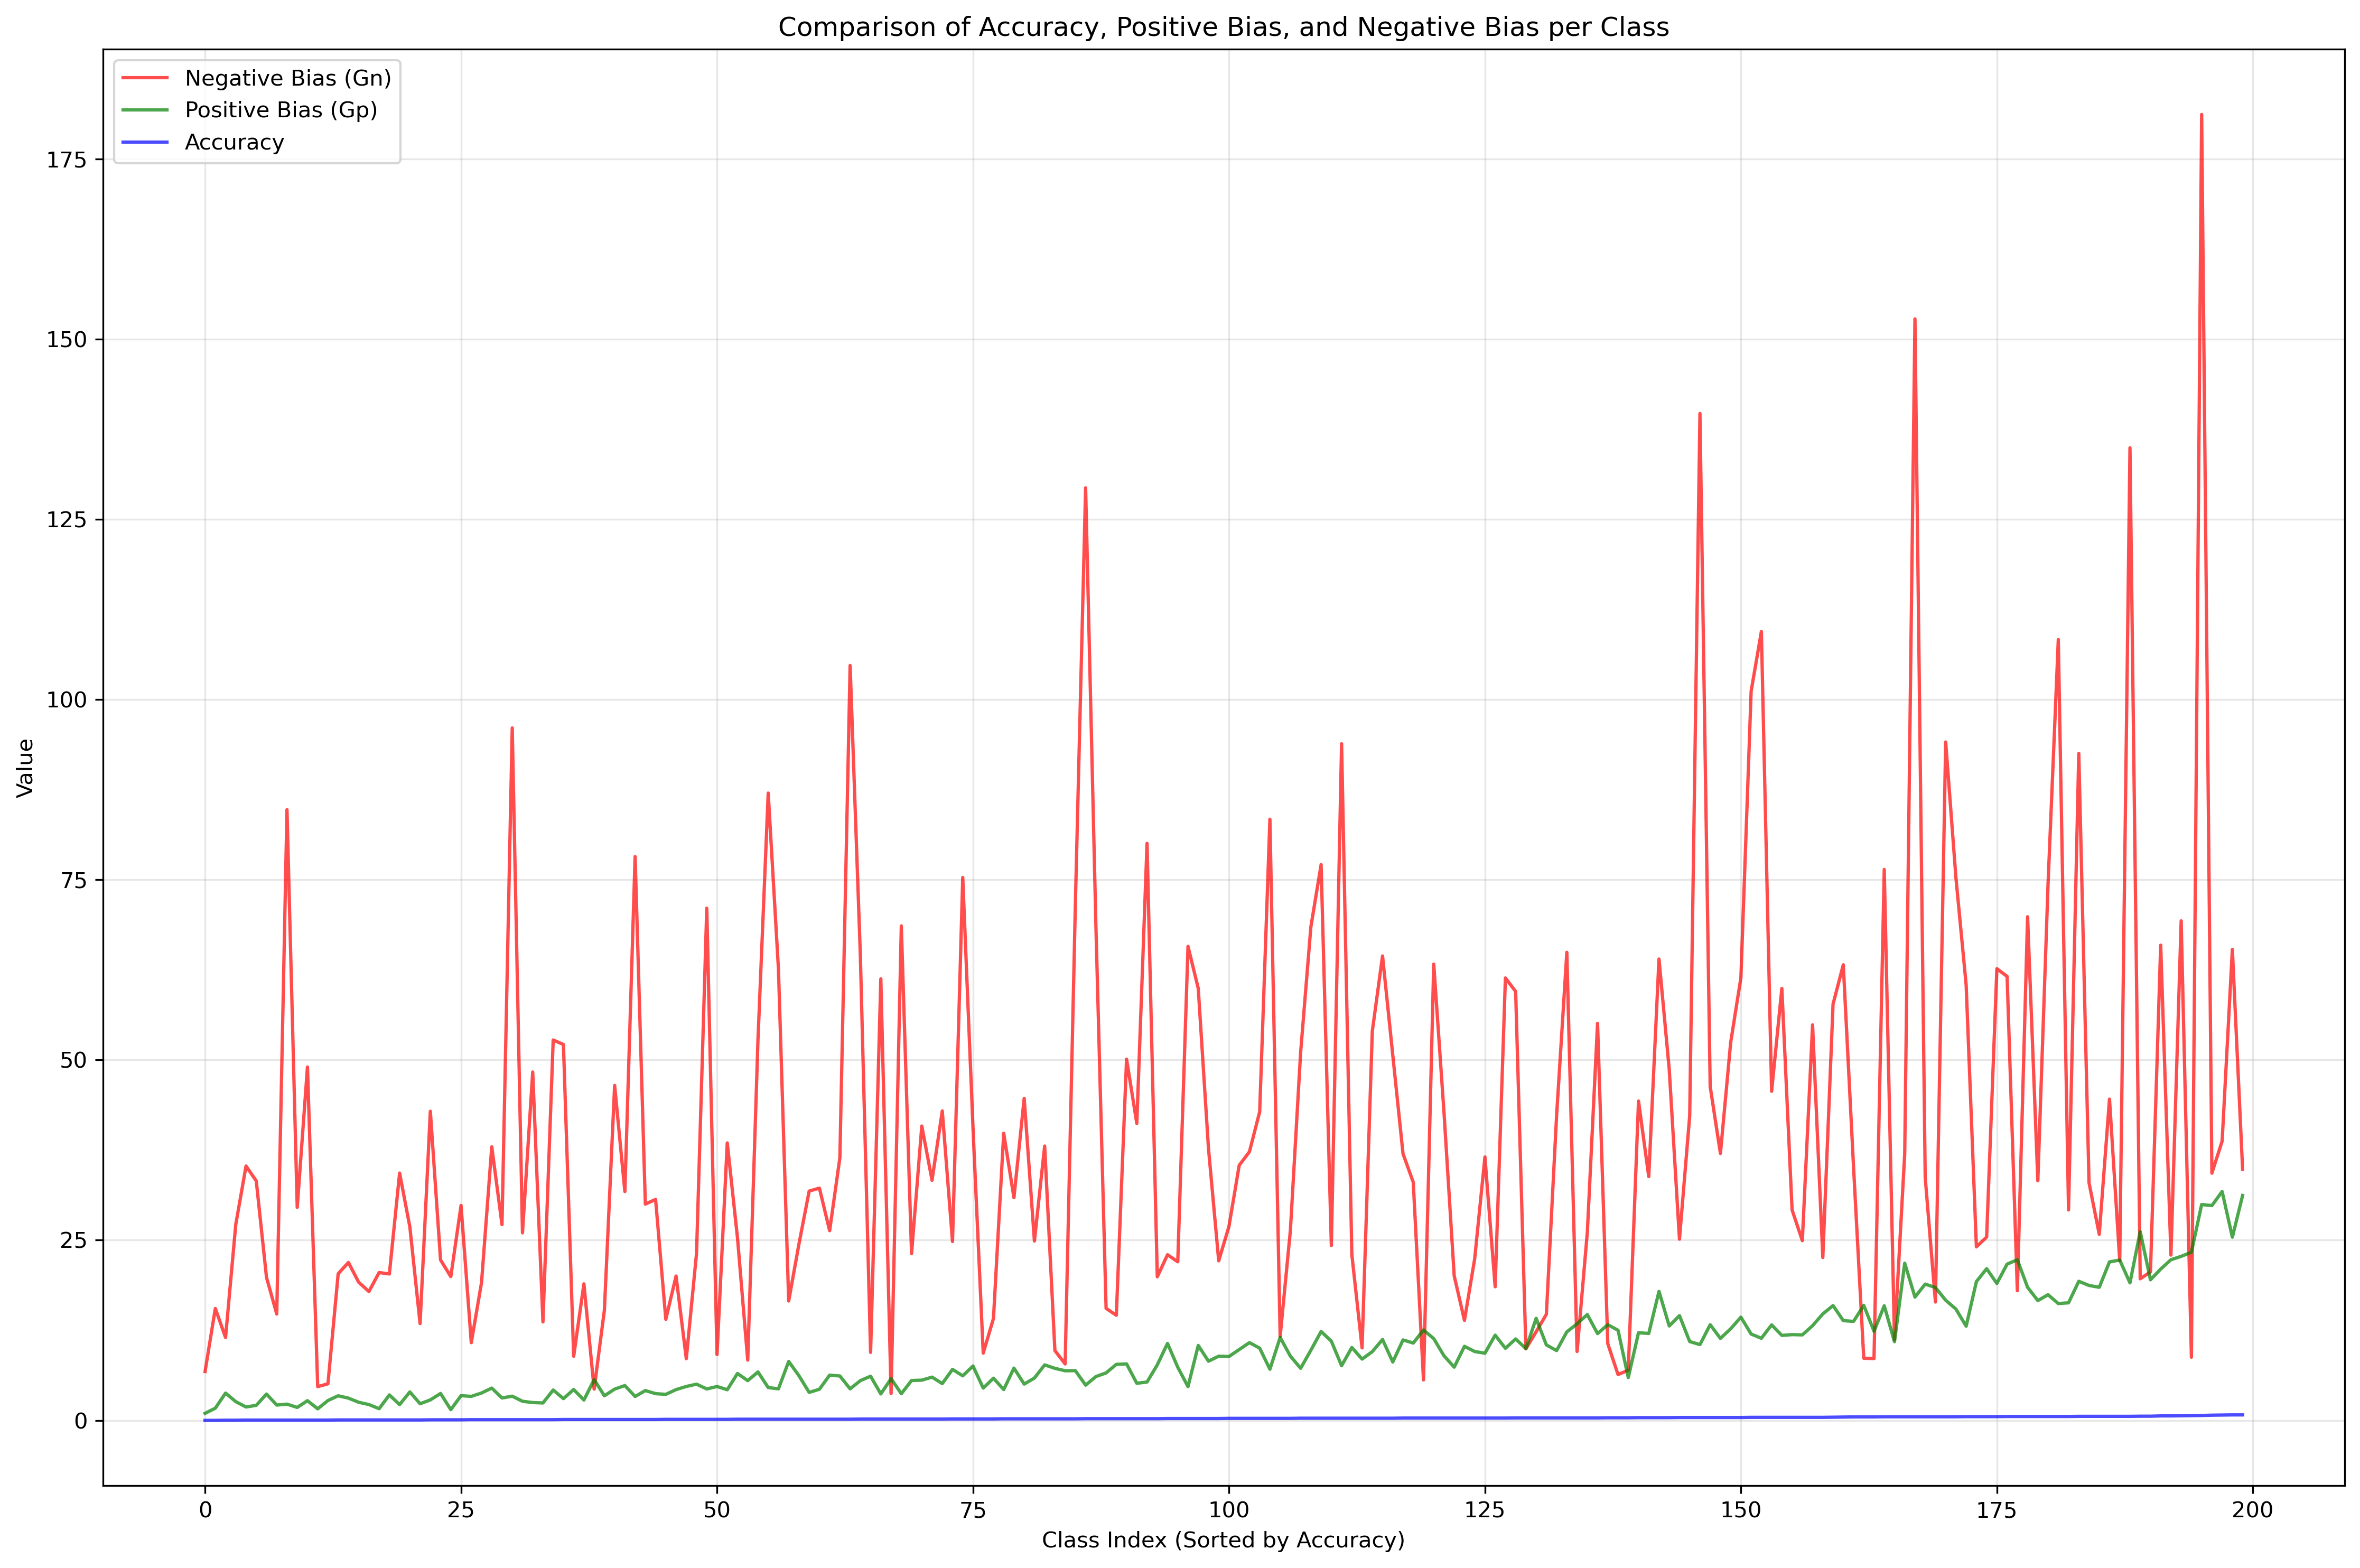 Comparison of Accuracy, Positive Bias, and Negative Bias per Class
Negative Bias (Gn)
Positive Bias (Gp)
Accuracy
175
150
125
100
75
50
25
0
Value
0 25 50 75 100 125 150 175 200
Class Index (Sorted by Accuracy)